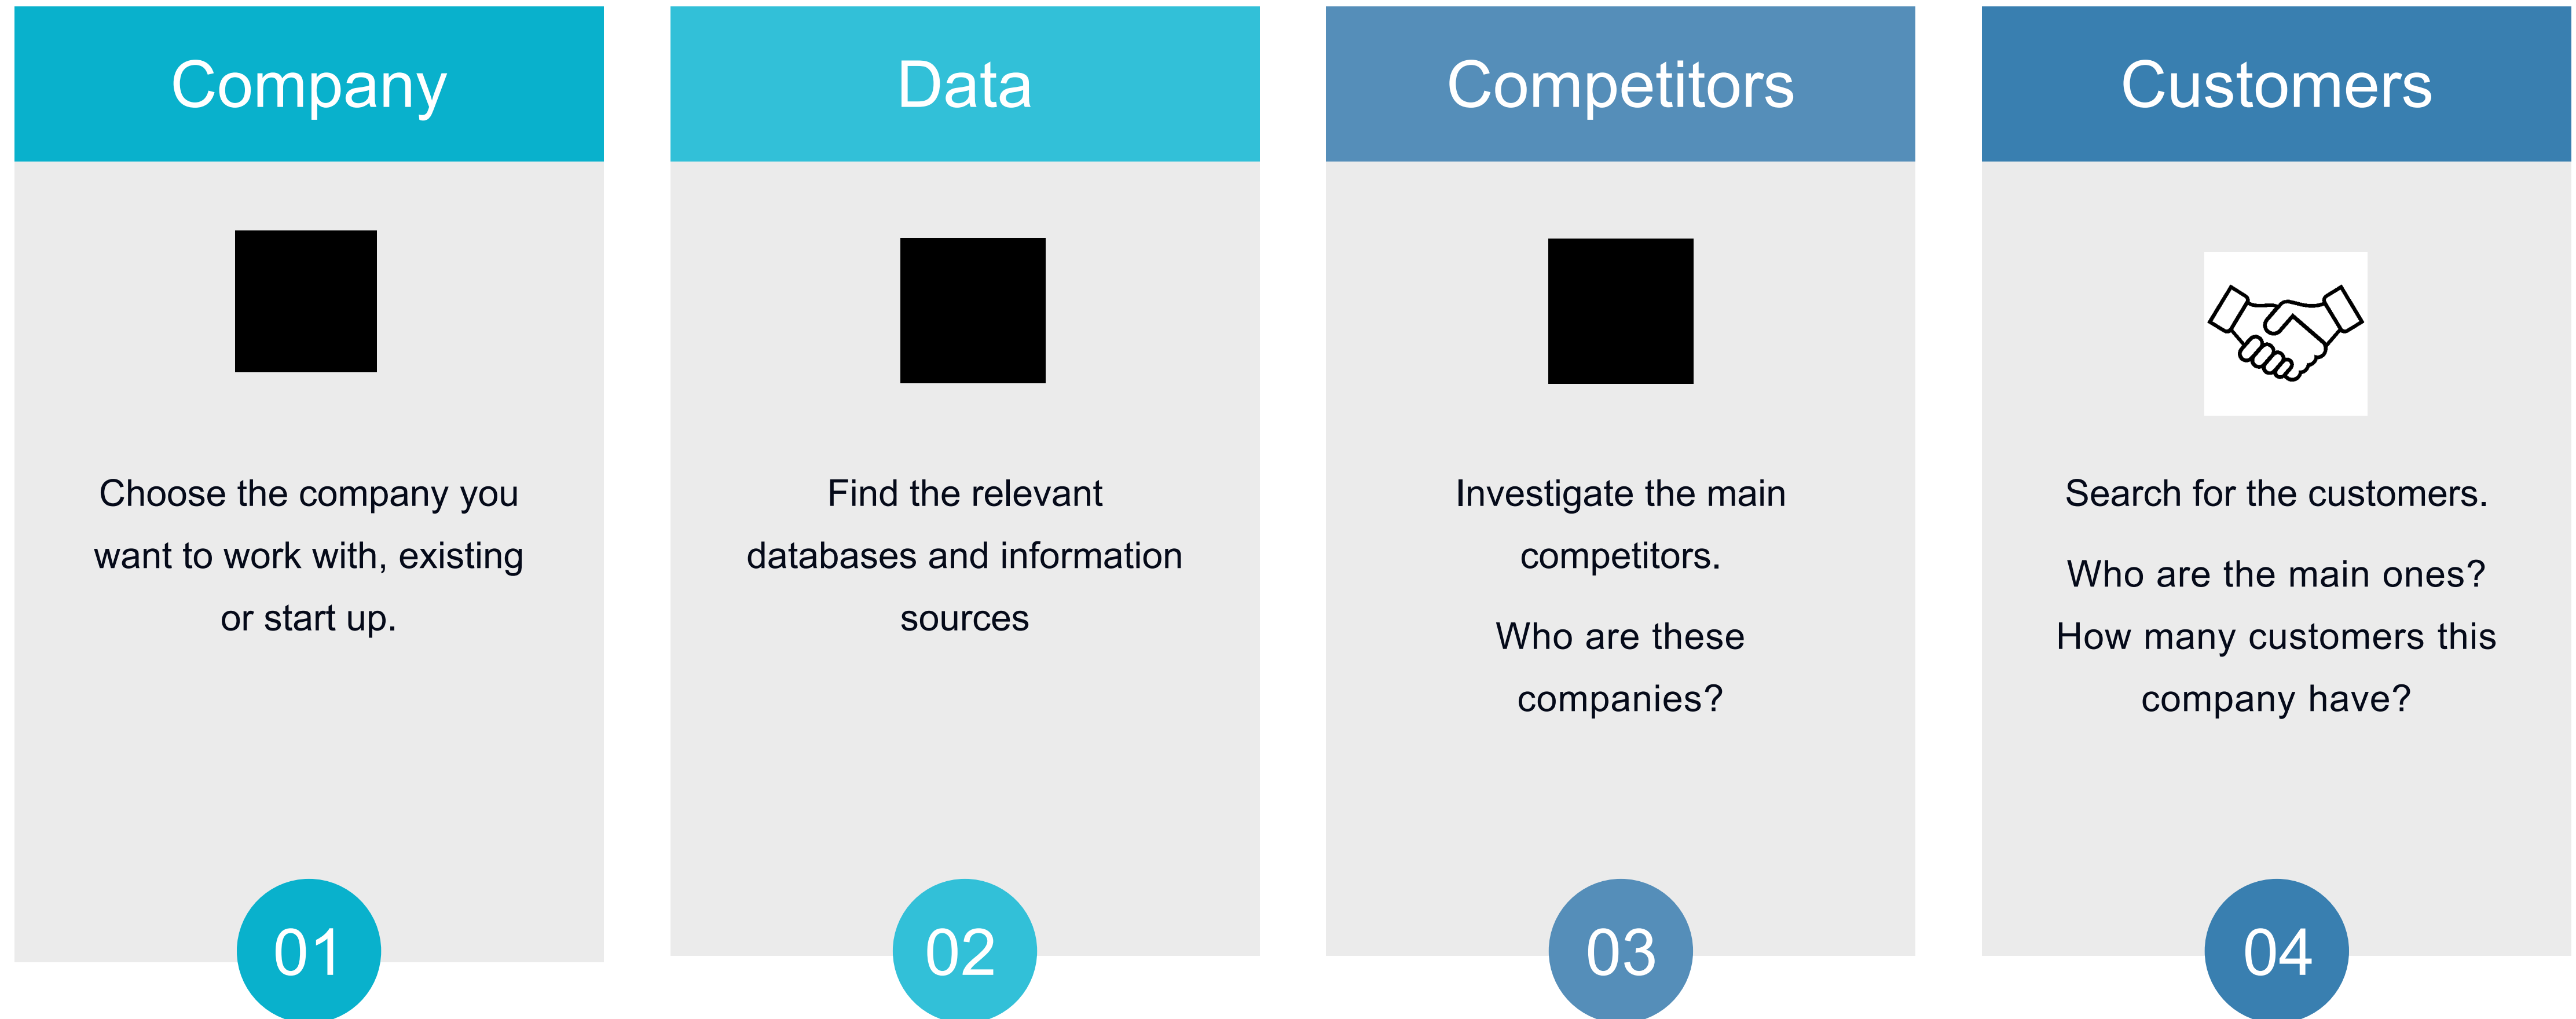 Company
Choose the company you
want to work with, existing
or start up.
01
Data
Find the relevant
databases and information
sources
02
Competitors
Investigate the main
competitors.
Who are these
companies?
03
Customers
Search for the customers.
Who are the main ones?
How many customers this
company have?
04